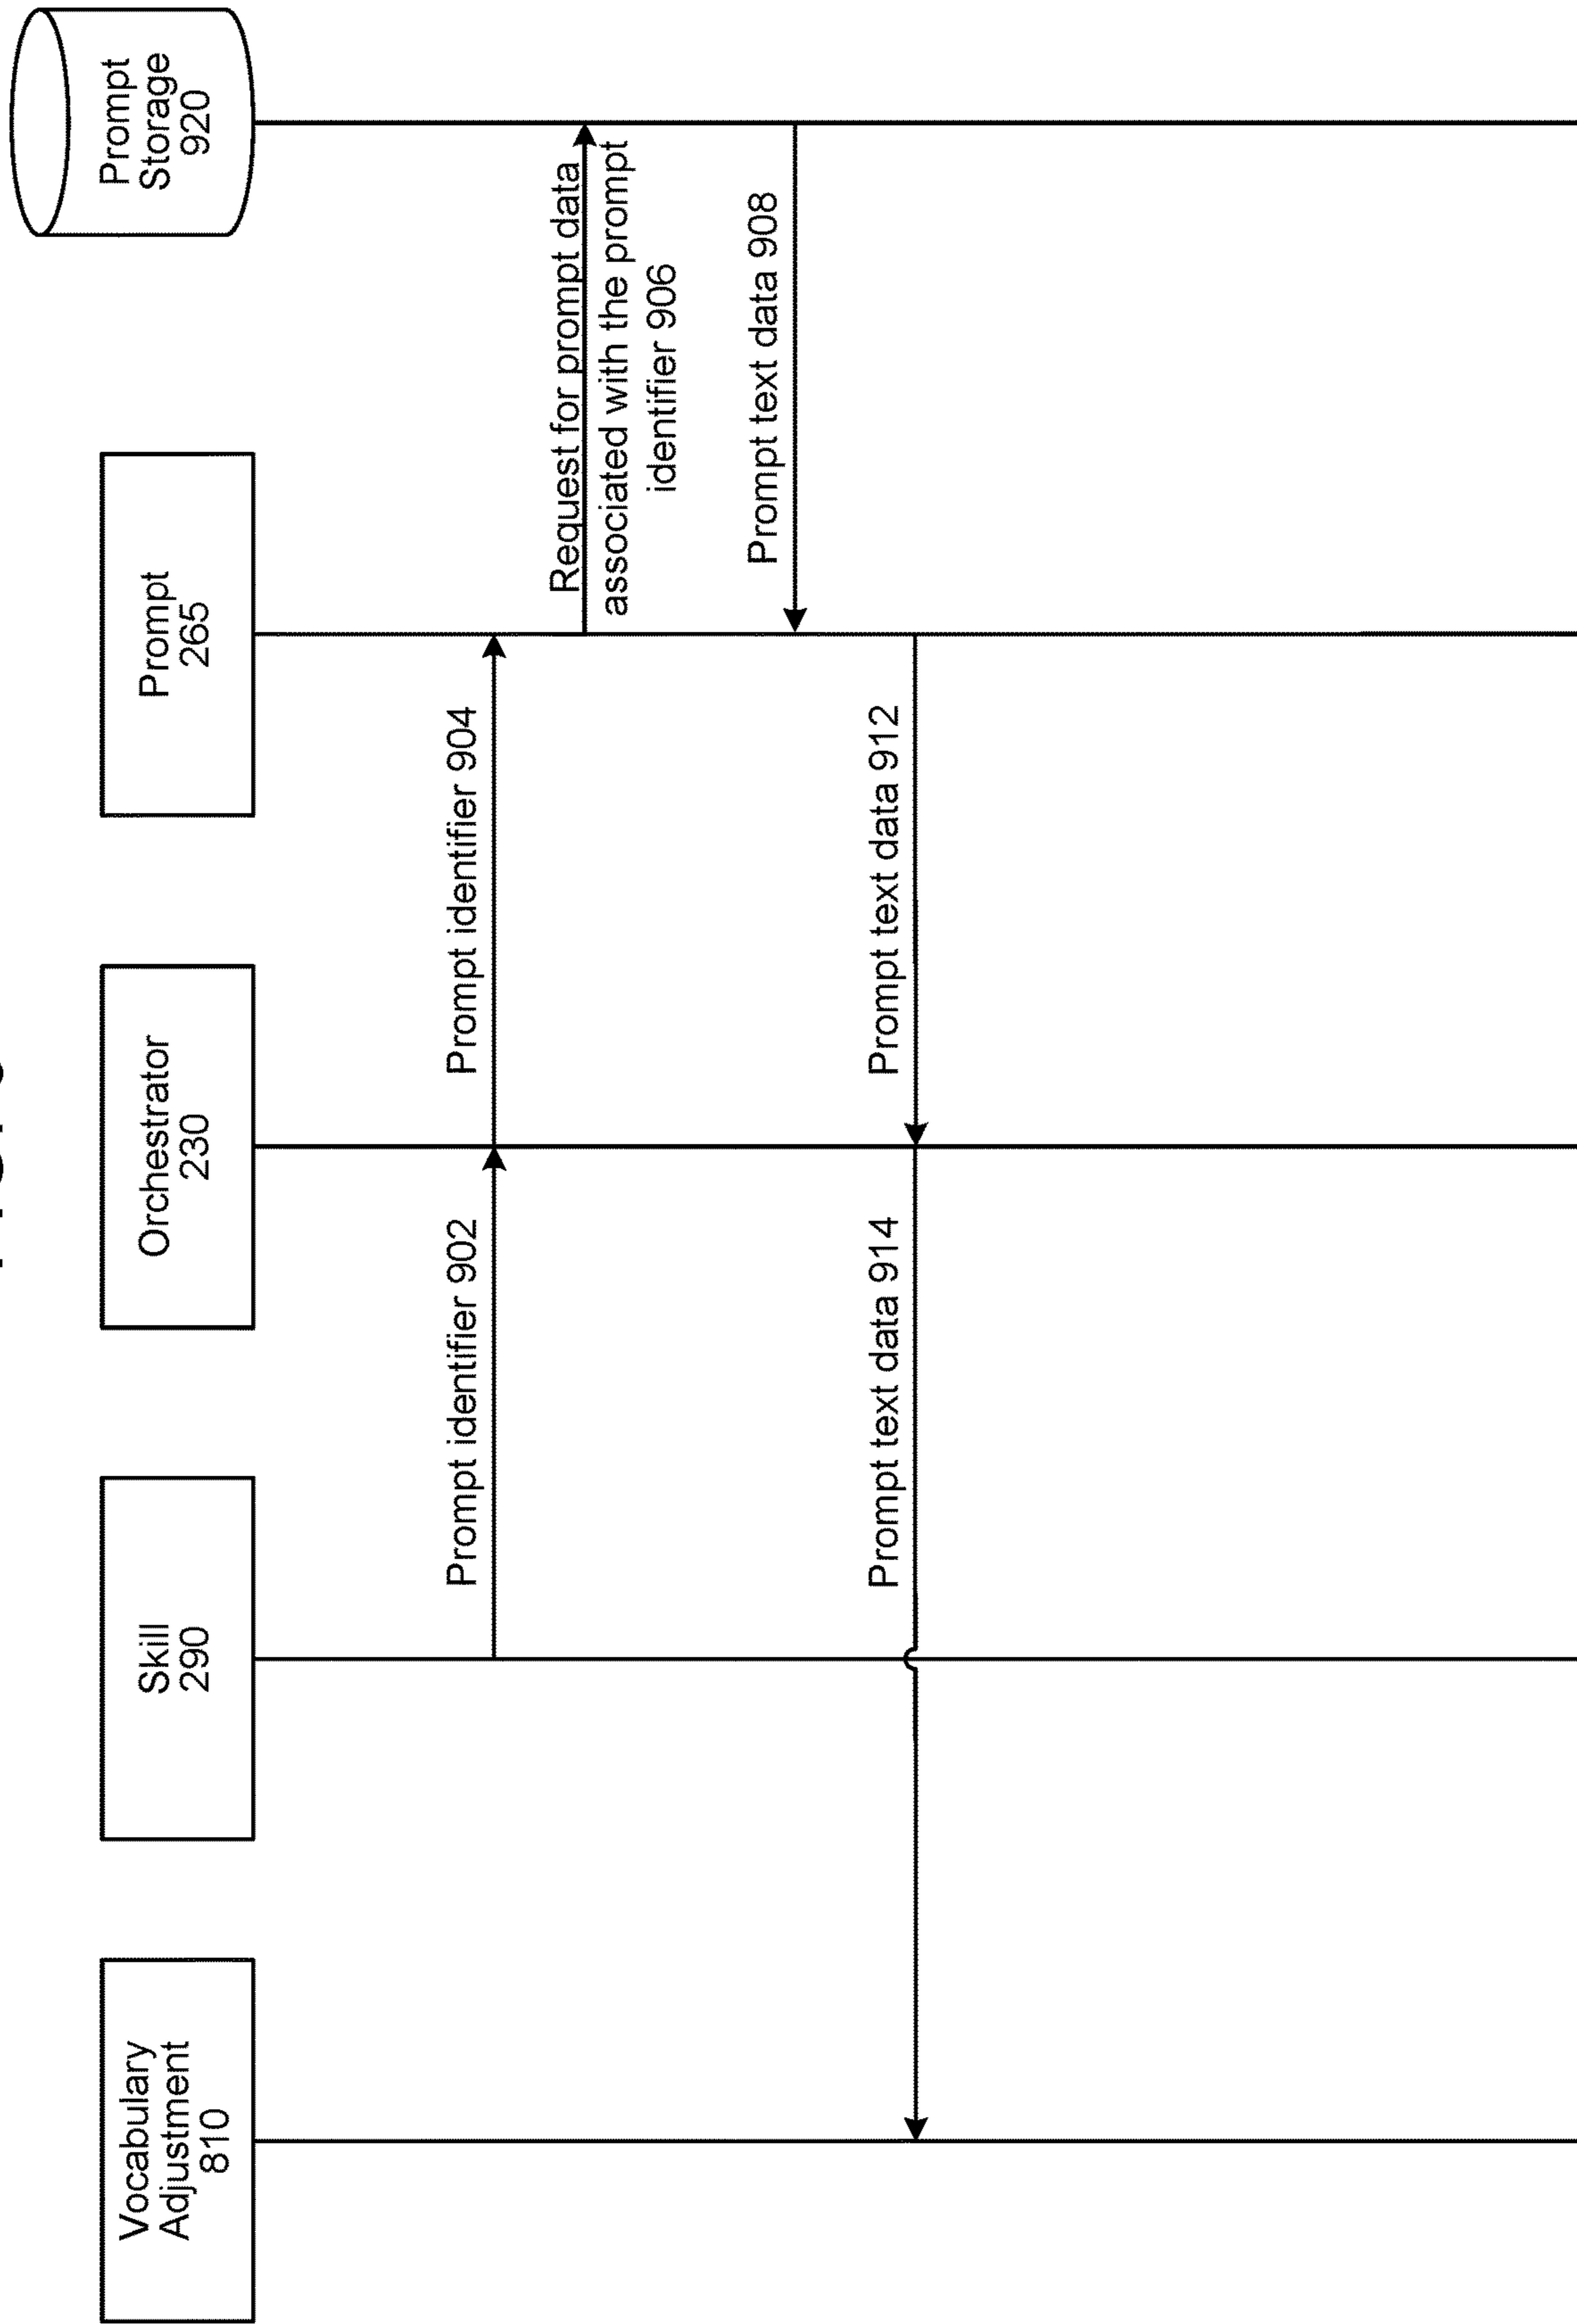 Vocabulary
Adjustment
810
Skill
290
Orchestrator
230
Prompt
265
Prompt
Storage
920
Prompt identifier 902
Prompt identifier 904
Request for prompt data
associated with the prompt
identifier 906
Prompt text data 908
Prompt text data 914
Prompt text data 912